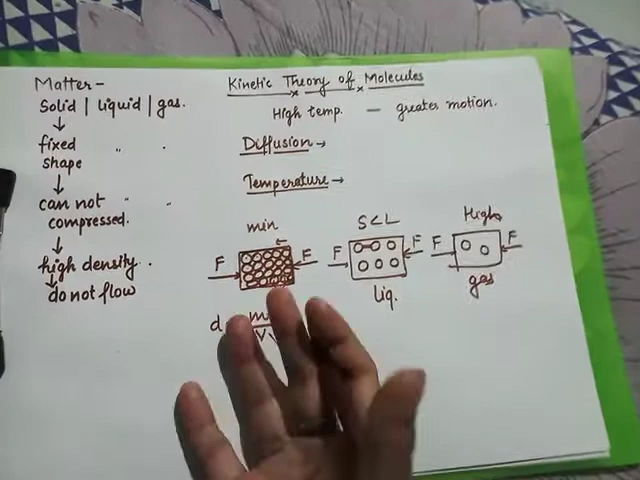 Matter-
Solid | liquid | gas.
fixed " .
shape
can not " "
compressed.
high density .
do not flow
Kinetic Theory of Molecules
High temp. — greater motion.
Diffusion →
Temperature →
min
F F
S<L
F F
liq.
High
F F
gas
d m
V